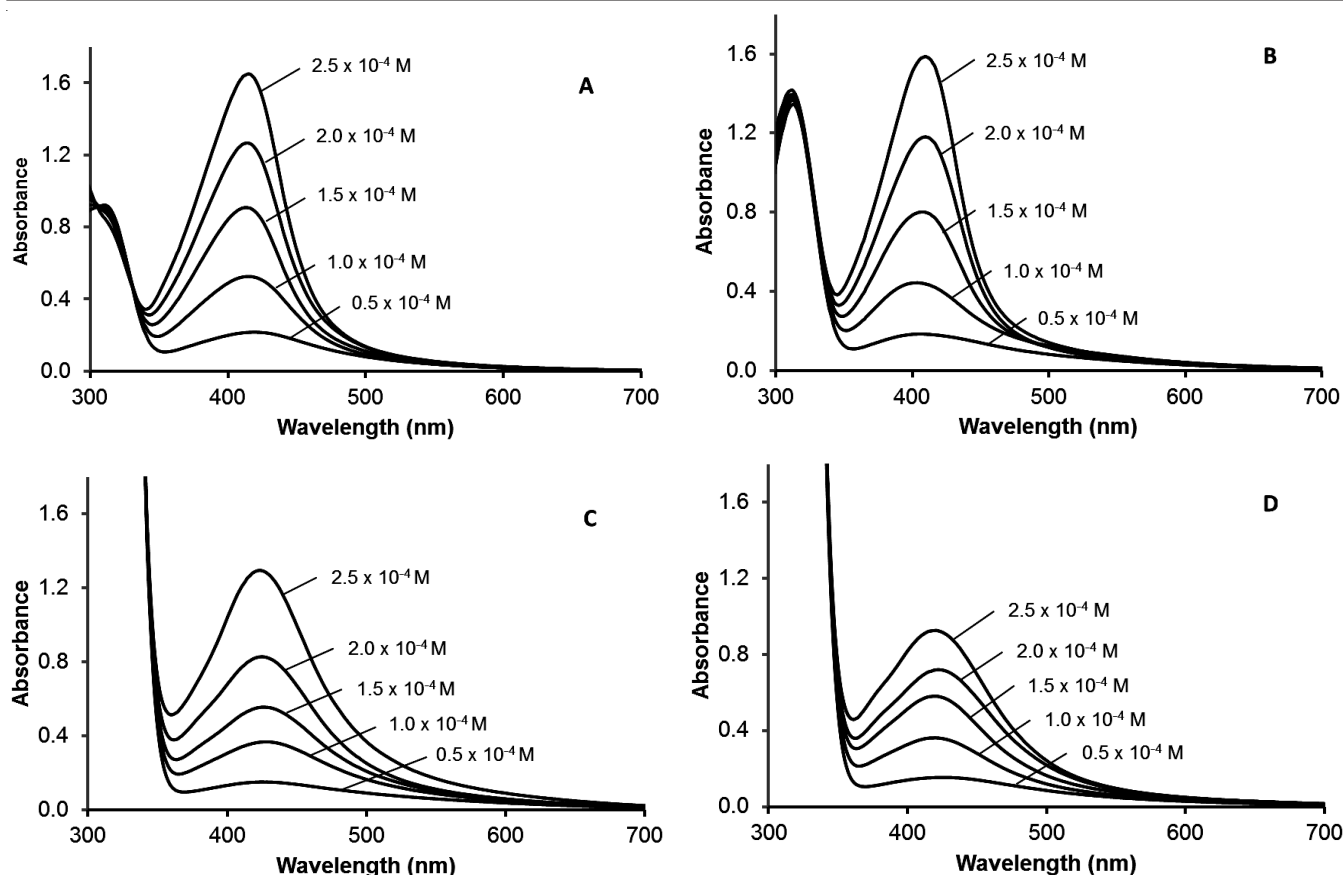 A
Absorbance
1.6
1.2
0.8
0.4
0.0
2.5 x 10⁻⁴ M
2.0 x 10⁻⁴ M
1.5 x 10⁻⁴ M
1.0 x 10⁻⁴ M
0.5 x 10⁻⁴ M
300 400 500 600 700
Wavelength (nm)
B
Absorbance
1.6
1.2
0.8
0.4
0.0
2.5 x 10⁻⁴ M
2.0 x 10⁻⁴ M
1.5 x 10⁻⁴ M
1.0 x 10⁻⁴ M
0.5 x 10⁻⁴ M
300 400 500 600 700
Wavelength (nm)
C
Absorbance
1.6
1.2
0.8
0.4
0.0
2.5 x 10⁻⁴ M
2.0 x 10⁻⁴ M
1.5 x 10⁻⁴ M
1.0 x 10⁻⁴ M
0.5 x 10⁻⁴ M
300 400 500 600 700
Wavelength (nm)
D
Absorbance
1.6
1.2
0.8
0.4
0.0
2.5 x 10⁻⁴ M
2.0 x 10⁻⁴ M
1.5 x 10⁻⁴ M
1.0 x 10⁻⁴ M
0.5 x 10⁻⁴ M
300 400 500 600 700
Wavelength (nm)